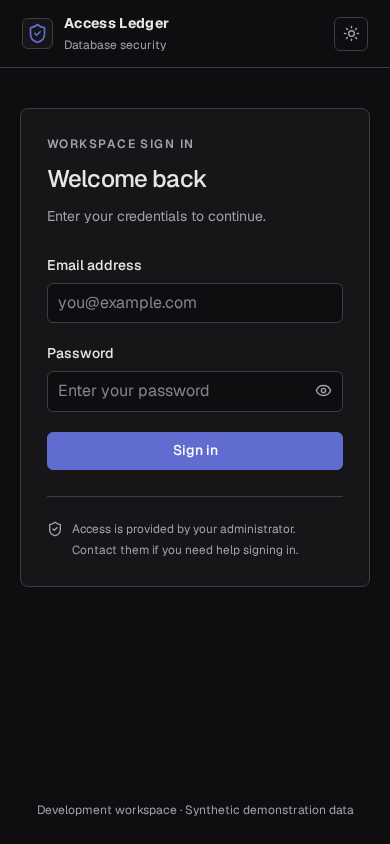 Access Ledger
Database security
WORKSPACE SIGN IN
Welcome back
Enter your credentials to continue.
Email address
you@example.com
Password
Enter your password
Sign in
Access is provided by your administrator.
Contact them if you need help signing in.
Development workspace · Synthetic demonstration data